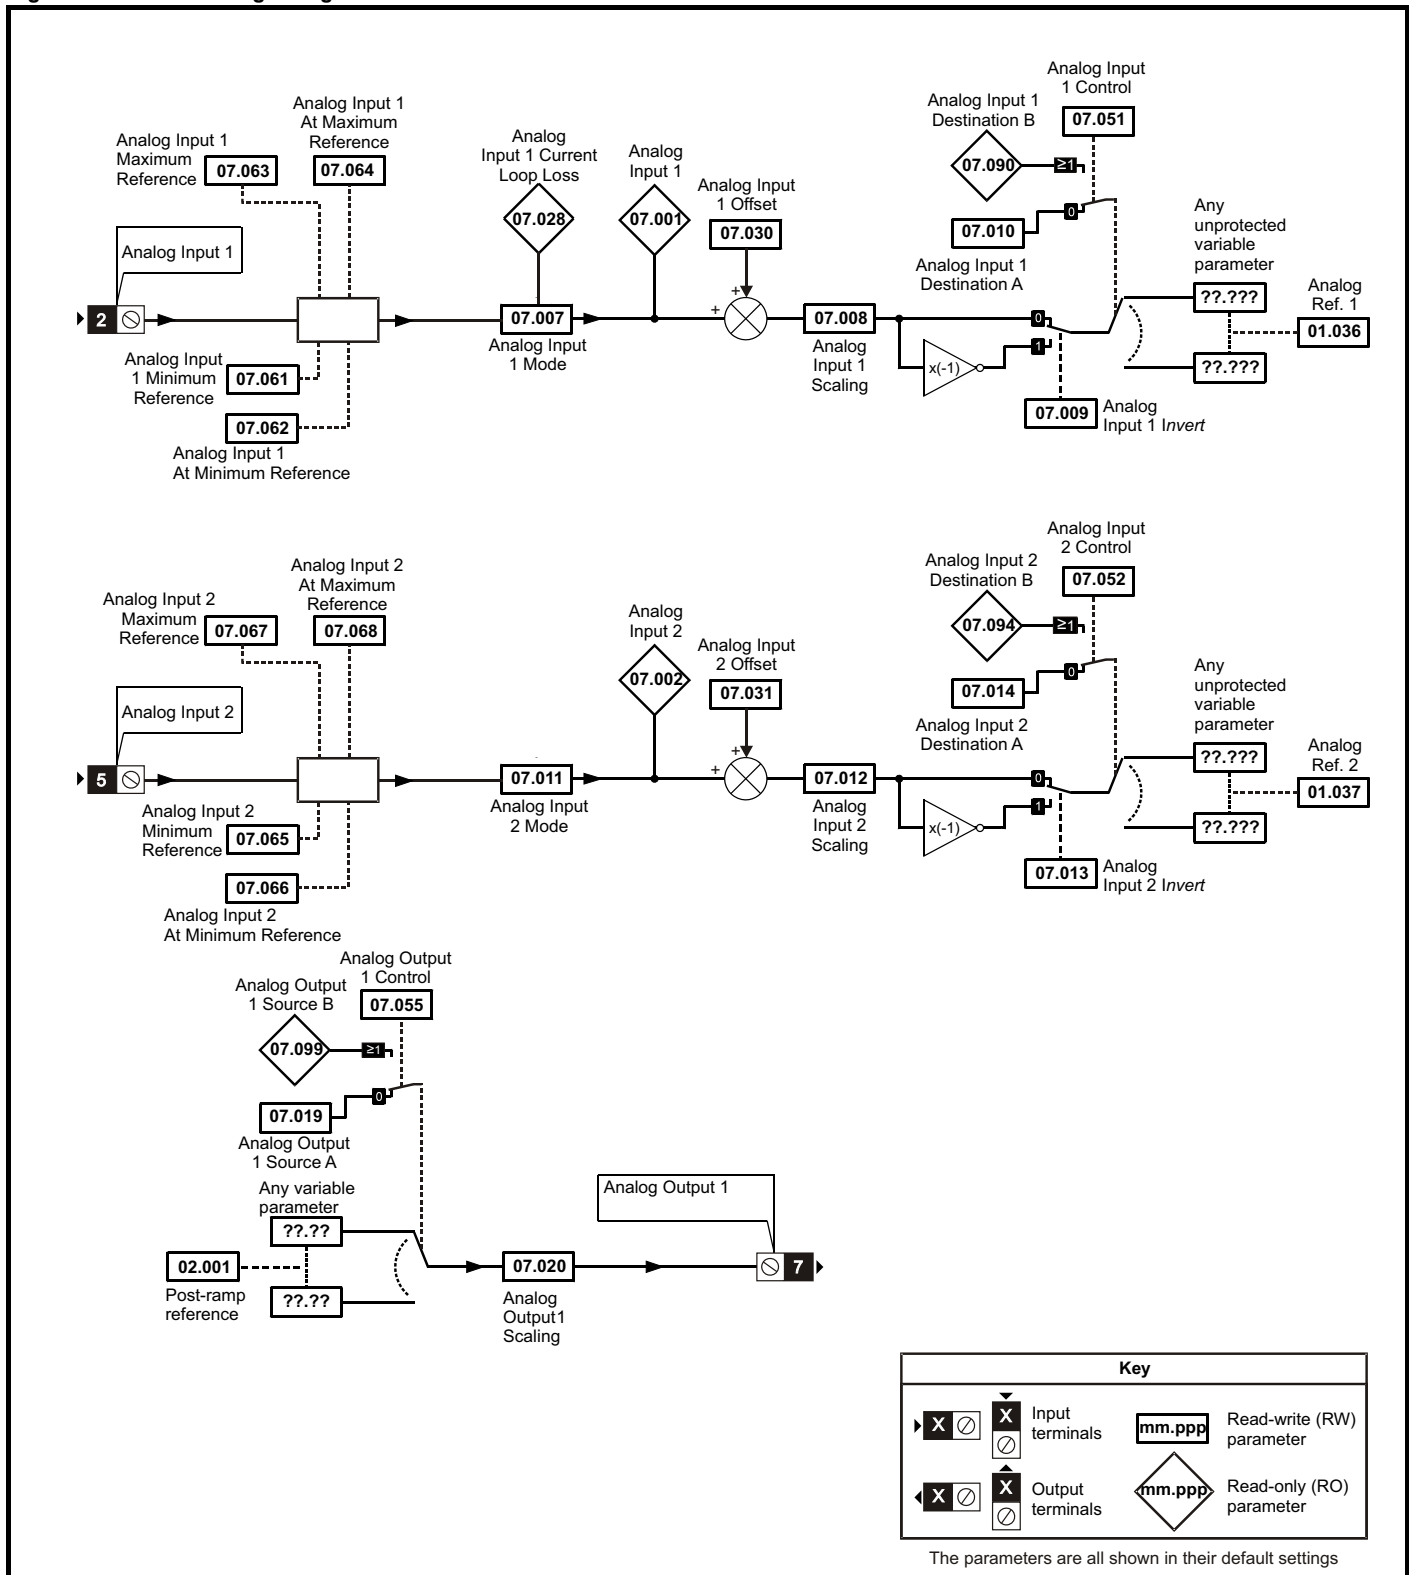 Analog Input 1
Maximum
Reference
07.063
Analog Input 1
At Maximum
Reference
07.064
Analog
Input 1 Current
Loop Loss
07.028
Analog
Input 1
07.001
Analog Input
1 Offset
07.030
Analog Input 1
Destination B
07.090
≥1
Analog Input
1 Control
07.051
0
07.010
Analog Input 1
Destination A
Any
unprotected
variable
parameter
??.???
??.???
Analog
Ref. 1
01.036
Analog Input 1
2
07.007
Analog Input
1 Mode
+
+
07.008
Analog
Input 1
Scaling
x(-1)
0
1
07.009
Analog
Input 1 Invert
Analog Input
1 Minimum
Reference
07.061
07.062
Analog Input 1
At Minimum Reference
Analog Input 2
Maximum
Reference
07.067
Analog Input 2
At Maximum
Reference
07.068
Analog
Input 2
07.002
Analog Input
2 Offset
07.031
Analog Input 2
Destination B
07.094
≥1
Analog Input
2 Control
07.052
0
07.014
Analog Input 2
Destination A
Any
unprotected
variable
parameter
??.???
??.???
Analog
Ref. 2
01.037
Analog Input 2
5
07.011
Analog Input
2 Mode
+
+
07.012
Analog
Input 2
Scaling
x(-1)
0
1
07.013
Analog
Input 2 Invert
Analog Input 2
Minimum
Reference
07.065
07.066
Analog Input 2
At Minimum Reference
Analog Output
1 Source B
07.099
≥1
Analog Output
1 Control
07.055
0
07.019
Analog Output
1 Source A
Any variable
parameter
??.??
??.??
02.001
Post-ramp
reference
07.020
Analog
Output1
Scaling
Analog Output 1
7
Key
X
X
Input
terminals
mm.ppp
Read-write (RW)
parameter
X
X
Output
terminals
mm.ppp
Read-only (RO)
parameter
The parameters are all shown in their default settings